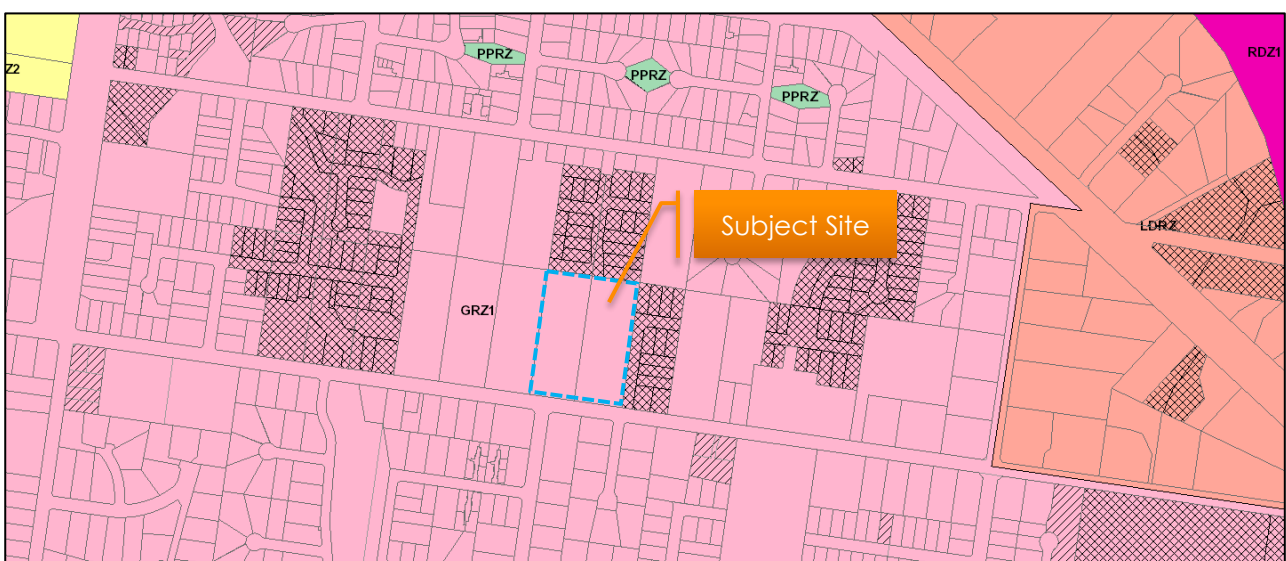 PPRZ
RDZ1
Z2
PPRZ
PPRZ
Subject Site
LDRZ
GRZ1